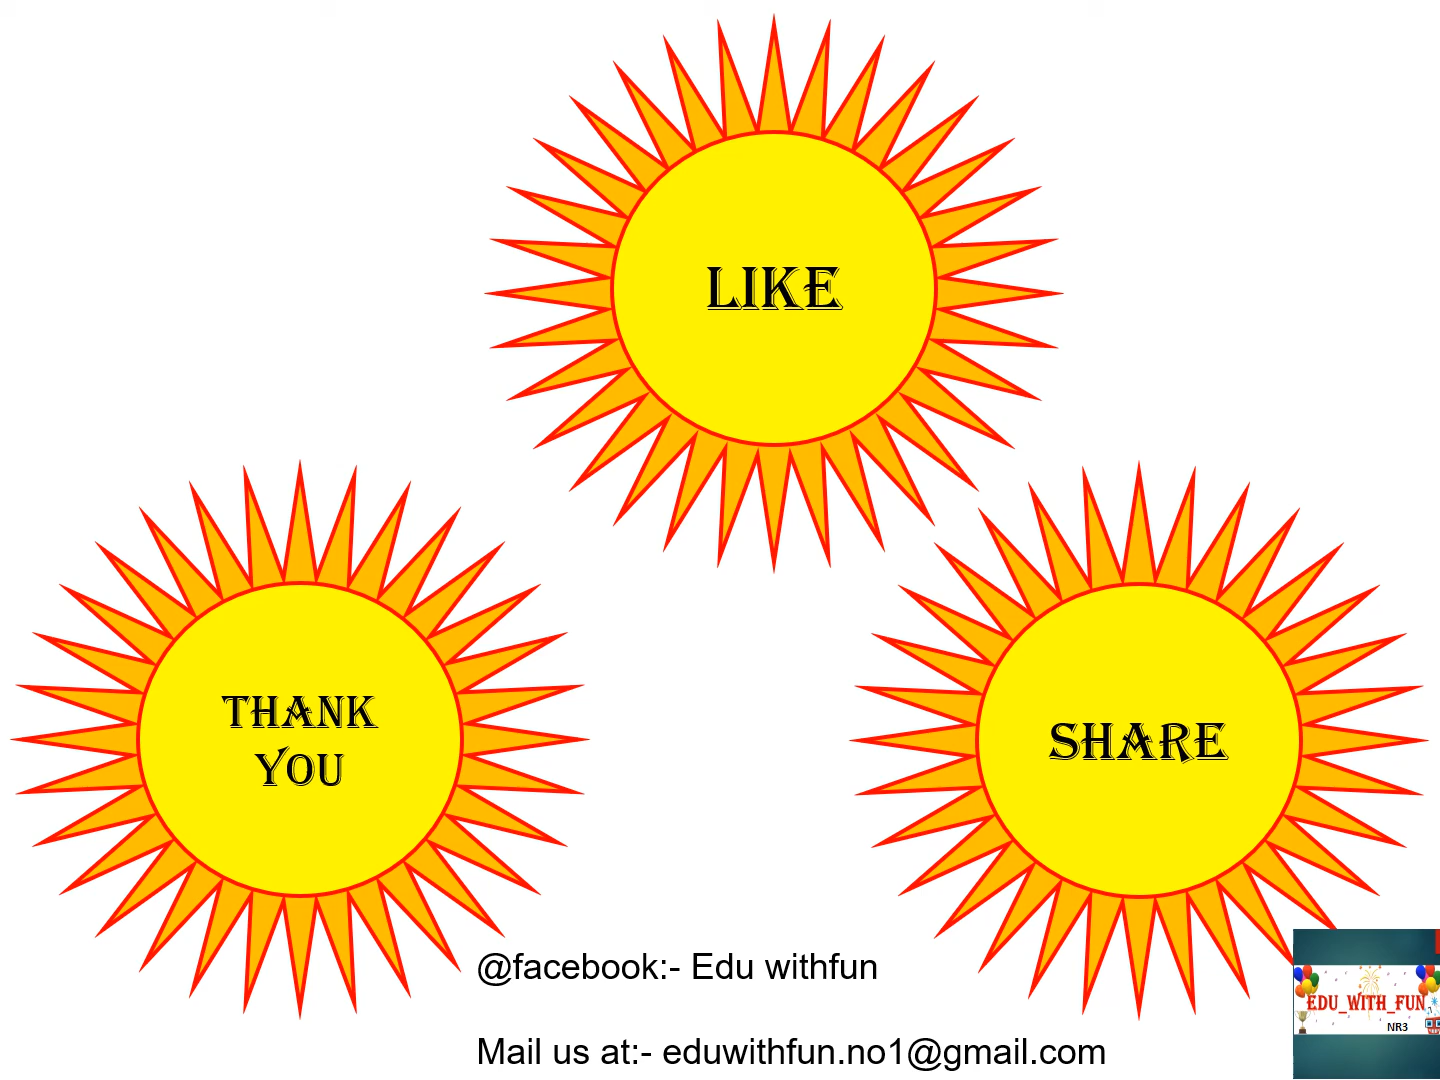 LIKE
THANK
YOU
SHARE
@facebook:- Edu withfun
Mail us at:- eduwithfun.no1@gmail.com
EDU_WITH_FUN
NR3